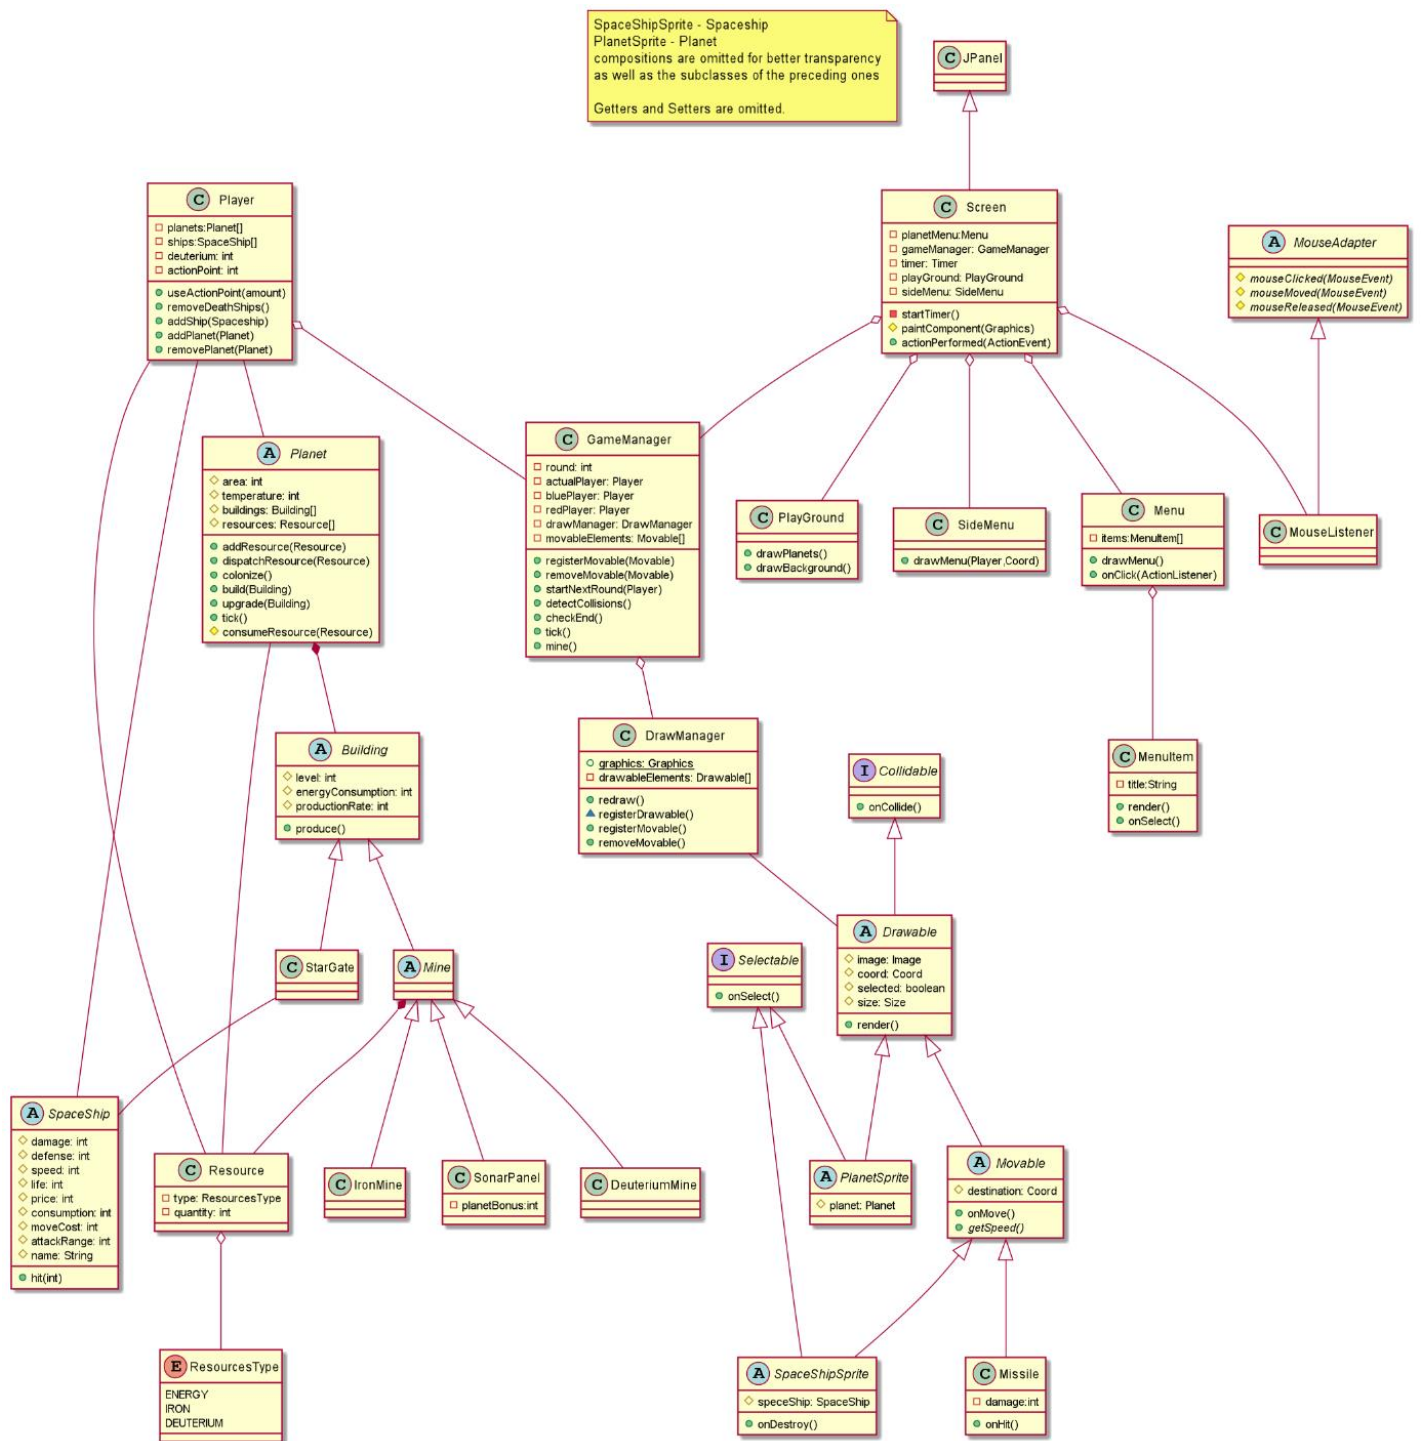 SpaceShipSprite - Spaceship
PlanetSprite - Planet
compositions are omitted for better transparency
as well as the subclasses of the preceding ones
Getters and Setters are omitted.
C JPanel
C Player
planets:Planet[]
ships:SpaceShip[]
deuterium: int
actionPoint: int
useActionPoint(amount)
removeDeathShips()
addShip(Spaceship)
addPlanet(Planet)
removePlanet(Planet)
C Screen
planetMenu:Menu
gameManager: GameManager
timer: Timer
playGround: PlayGround
sideMenu: SideMenu
startTimer()
paintComponent(Graphics)
actionPerformed(ActionEvent)
A MouseAdapter
mouseClicked(MouseEvent)
mouseMoved(MouseEvent)
mouseReleased(MouseEvent)
A Planet
area: int
temperature: int
buildings: Building[]
resources: Resource[]
addResource(Resource)
dispatchResource(Resource)
colonize()
build(Building)
upgrade(Building)
tick()
consumeResource(Resource)
C GameManager
round: int
actualPlayer: Player
bluePlayer: Player
redPlayer: Player
drawManager: DrawManager
movableElements: Movable[]
registerMovable(Movable)
removeMovable(Movable)
startNextRound(Player)
detectCollisions()
checkEnd()
tick()
mine()
C PlayGround
drawPlanets()
drawBackground()
C SideMenu
drawMenu(Player,Coord)
C Menu
items:MenuItem[]
drawMenu()
onClick(ActionListener)
C MouseListener
A Building
level: int
energyConsumption: int
productionRate: int
produce()
C DrawManager
graphics: Graphics
drawableElements: Drawable[]
redraw()
registerDrawable()
registerMovable()
removeMovable()
I Collidable
onCollide()
C MenuItem
title:String
render()
onSelect()
C StarGate
A Mine
I Selectable
onSelect()
A Drawable
image: Image
coord: Coord
selected: boolean
size: Size
render()
A SpaceShip
damage: int
defense: int
speed: int
life: int
price: int
consumption: int
moveCost: int
attackRange: int
name: String
hit(int)
C Resource
type: ResourcesType
quantity: int
C IronMine
C SonarPanel
planetBonus:int
C DeuteriumMine
A PlanetSprite
planet: Planet
A Movable
destination: Coord
onMove()
getSpeed()
E ResourcesType
ENERGY
IRON
DEUTERIUM
A SpaceShipSprite
speceShip: SpaceShip
onDestroy()
C Missile
damage:int
onHit()